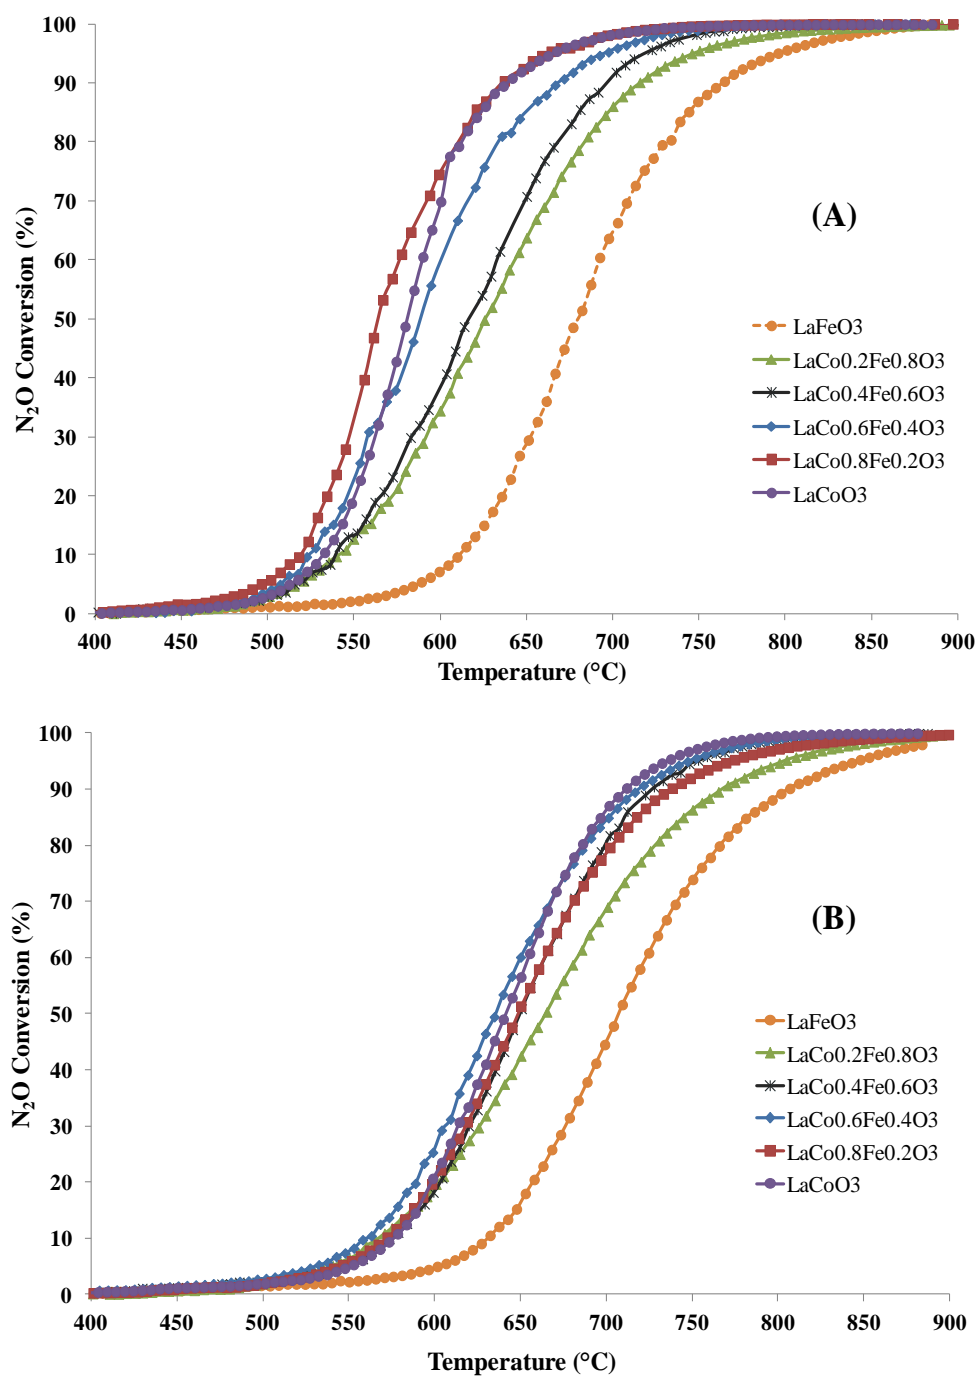 100
90
80
70
60
50
40
30
20
10
0
N₂O Conversion (%)
(A)
LaFeO3
LaCo0.2Fe0.8O3
LaCo0.4Fe0.6O3
LaCo0.6Fe0.4O3
LaCo0.8Fe0.2O3
LaCoO3
400 450 500 550 600 650 700 750 800 850 900
Temperature (°C)
100
90
80
70
60
50
40
30
20
10
0
N₂O Conversion (%)
(B)
LaFeO3
LaCo0.2Fe0.8O3
LaCo0.4Fe0.6O3
LaCo0.6Fe0.4O3
LaCo0.8Fe0.2O3
LaCoO3
400 450 500 550 600 650 700 750 800 850 900
Temperature (°C)